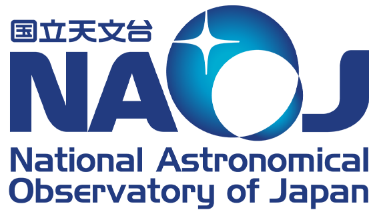 国立天文台
NAOJ
National Astronomical
Observatory of Japan